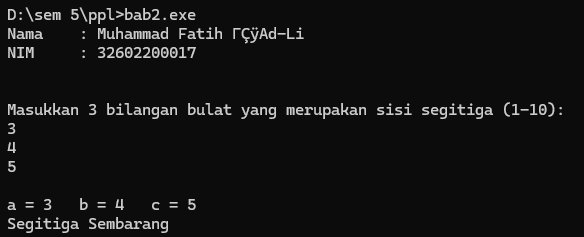 D:\sem 5\ppl>bab2.exe
Nama    : Muhammad Fatih ΓÇÿAd-Li
NIM     : 32602200017
Masukkan 3 bilangan bulat yang merupakan sisi segitiga (1-10):
3
4
5
a = 3   b = 4   c = 5
Segitiga Sembarang